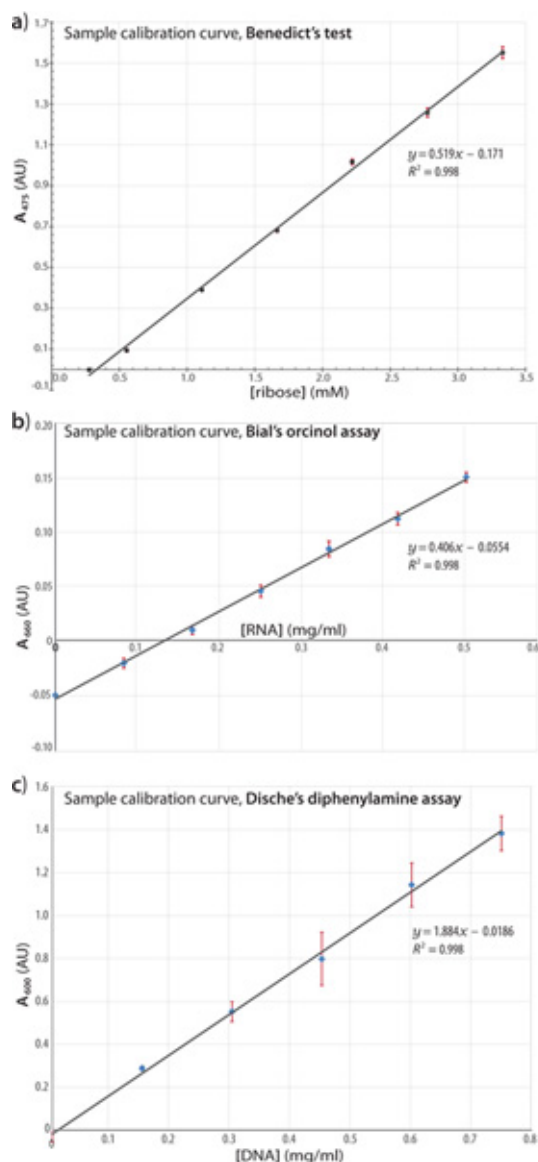 a) Sample calibration curve, Benedict's test
1.7
1.5
1.3
1.1
0.9
0.7
0.5
0.3
0.1
-0.1
A475 (AU)
y = 0.519x − 0.171
R² = 0.998
0.0 0.5 1.0 1.5 2.0 2.5 3.0 3.5
[ribose] (mM)
b) Sample calibration curve, Bial's orcinol assay
0.20
0.15
0.10
0.05
0
-0.05
-0.10
A660 (AU)
y = 0.406x − 0.0554
R² = 0.998
[RNA] (mg/ml)
0 0.1 0.2 0.3 0.4 0.5 0.6
c) Sample calibration curve, Dische's diphenylamine assay
1.6
1.4
1.2
1.0
0.8
0.6
0.4
0.2
0
A600 (AU)
y = 1.884x − 0.0186
R² = 0.998
0 0.1 0.2 0.3 0.4 0.5 0.6 0.7 0.8
[DNA] (mg/ml)